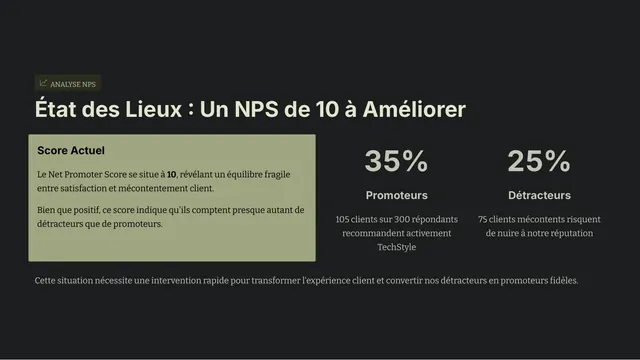 ANALYSE NPS
État des Lieux : Un NPS de 10 à Améliorer
Score Actuel
Le Net Promoter Score se situe à 10, révélant un équilibre fragile
entre satisfaction et mécontentement client.
Bien que positif, ce score indique qu'ils comptent presque autant de
détracteurs que de promoteurs.
35%
Promoteurs
105 clients sur 300 répondants
recommandent activement
TechStyle
25%
Détracteurs
75 clients mécontents risquent
de nuire à notre réputation
Cette situation nécessite une intervention rapide pour transformer l'expérience client et convertir nos détracteurs en promoteurs fidèles.